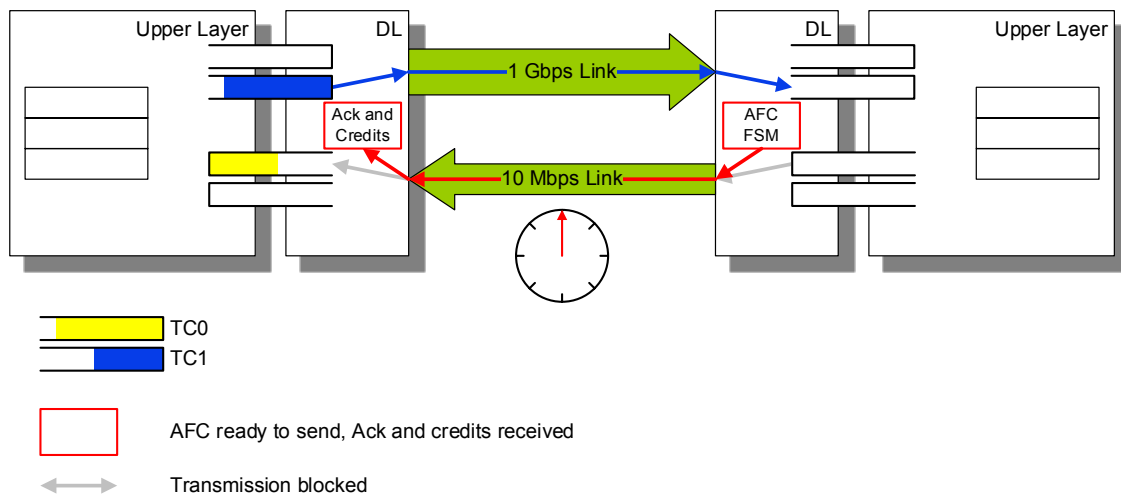 Upper Layer
DL
DL
Upper Layer
1 Gbps Link
Ack and
Credits
AFC
FSM
10 Mbps Link
TC0
TC1
AFC ready to send, Ack and credits received
Transmission blocked